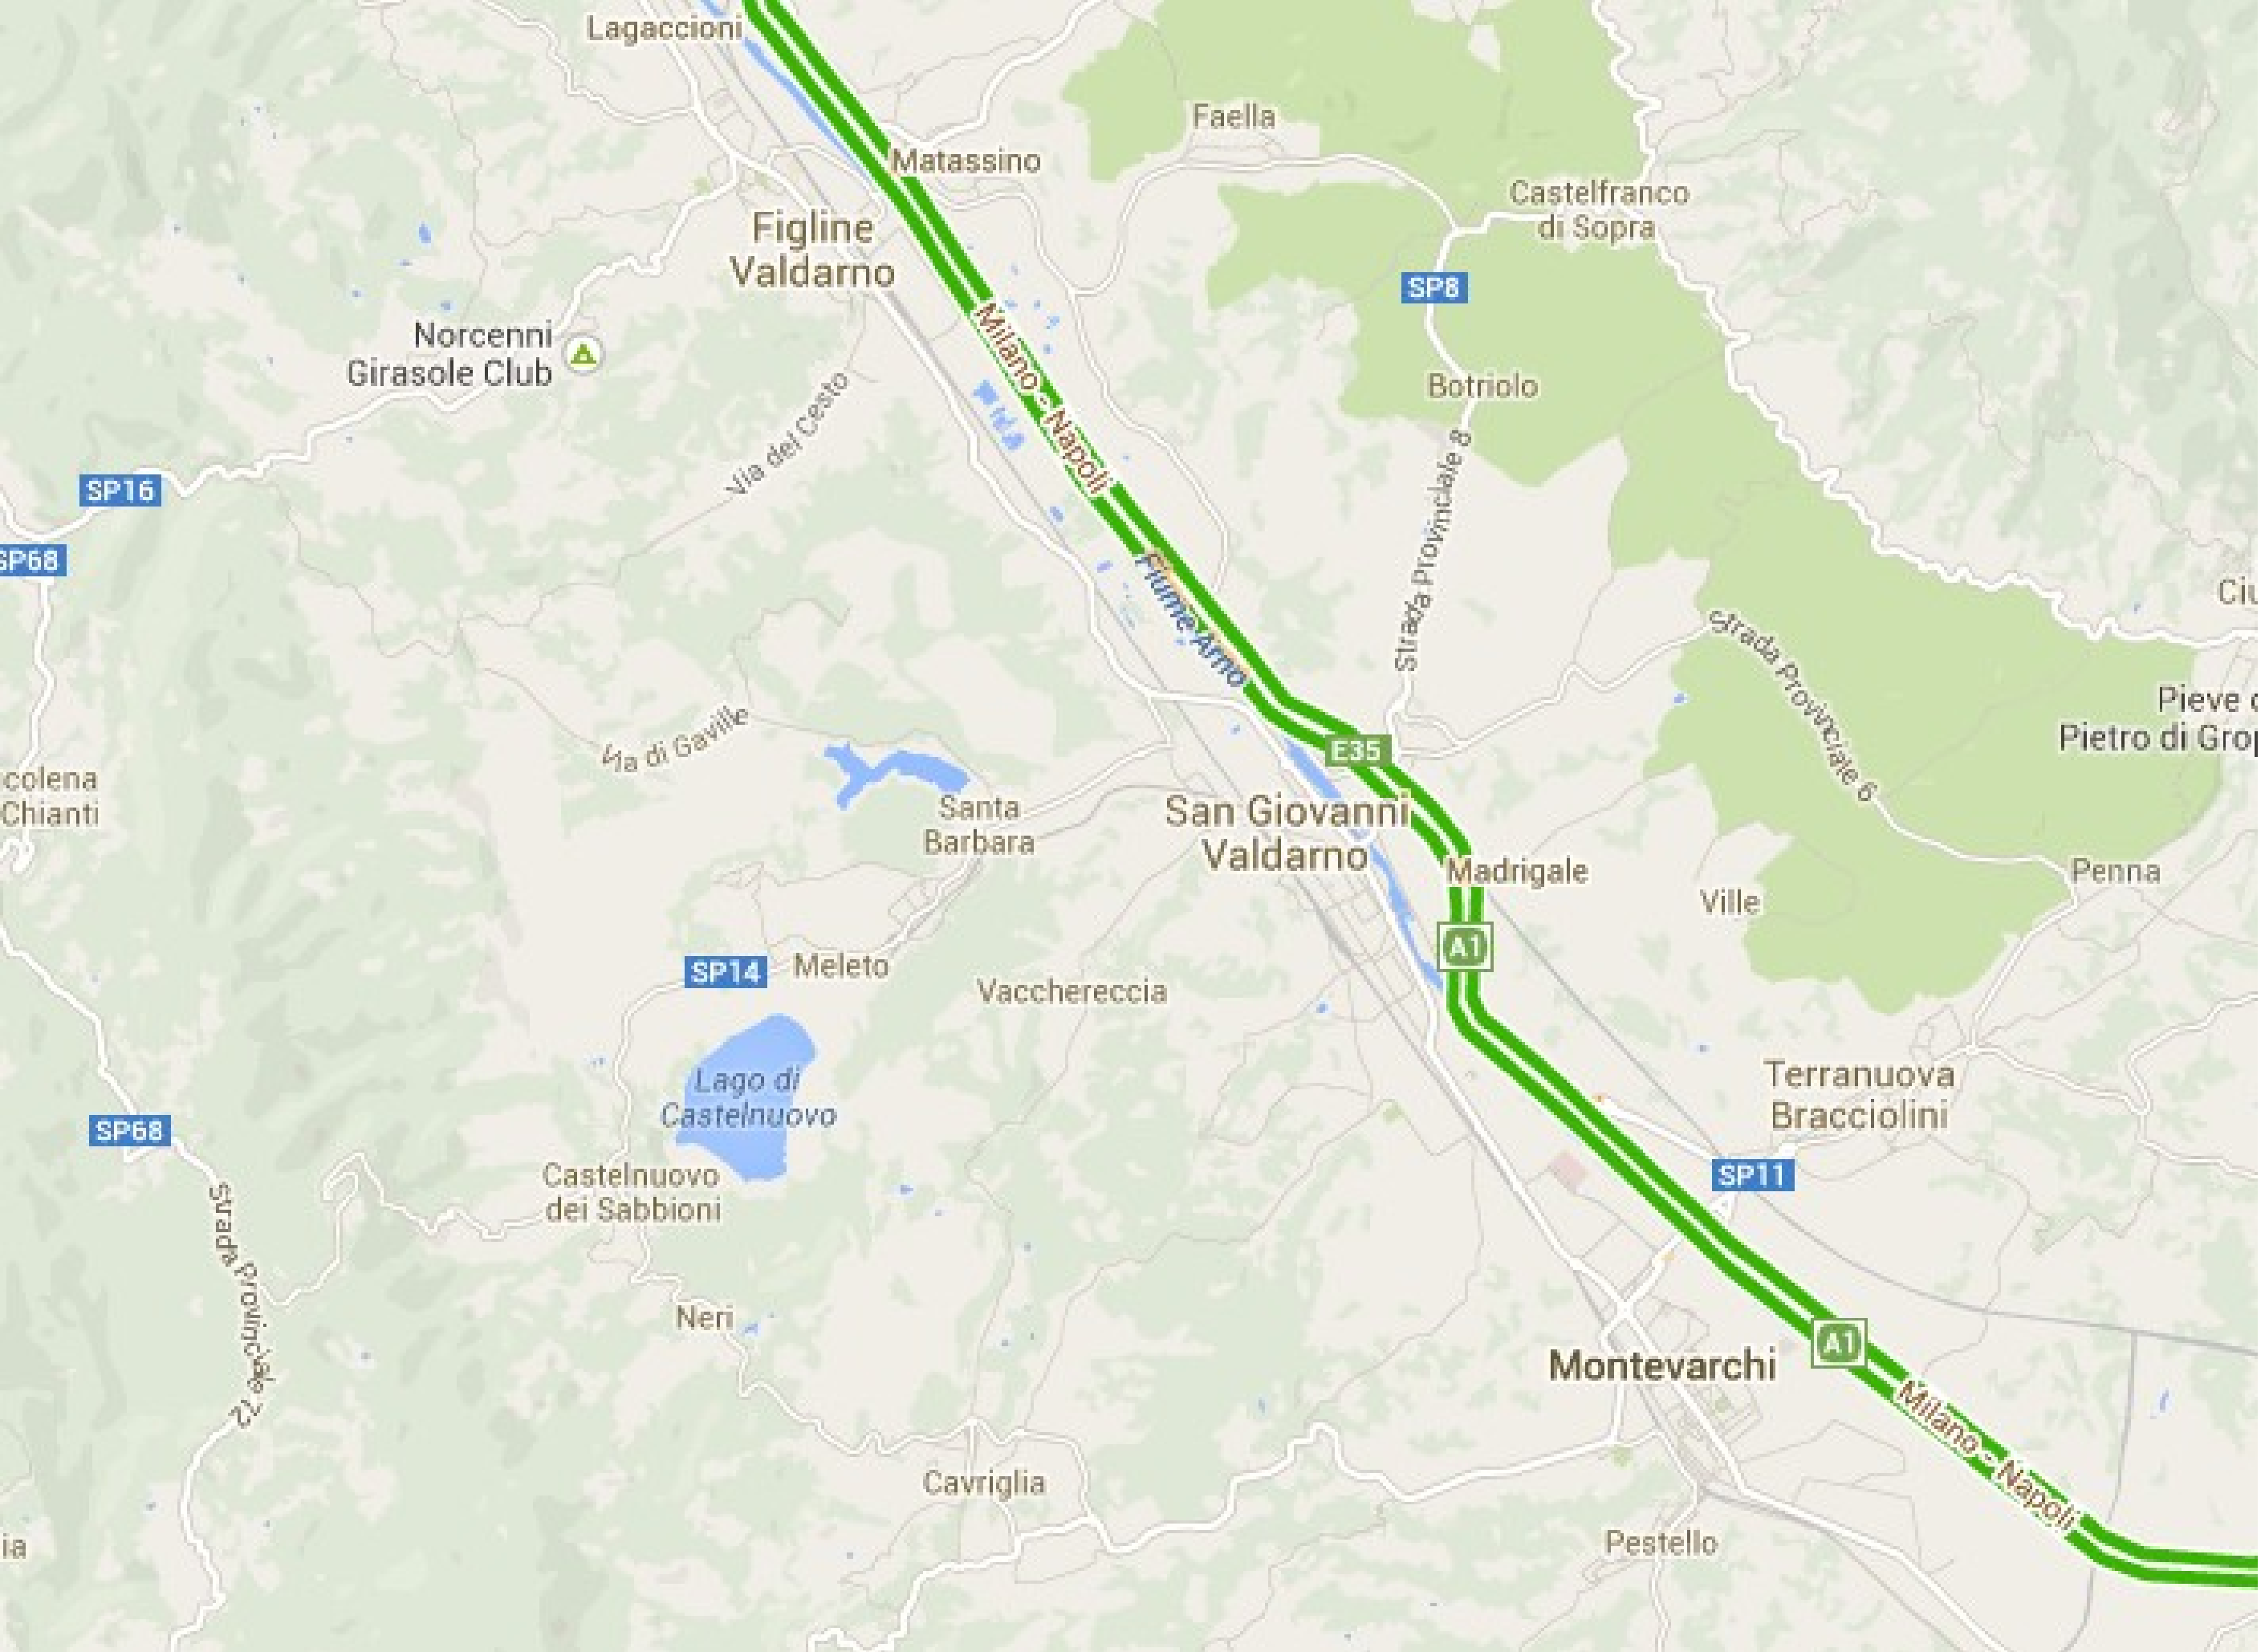 Lagaccioni
Faella
Matassino
Castelfranco
di Sopra
Figline
Valdarno
SP8
Milano - Napoli
Norcenni
Girasole Club
Botriolo
Via del Cesto
Strada Provinciale 8
SP16
SP68
Fiume Arno
Strada Provinciale 6
Via di Gaville
E35
Pietro di
Chianti
Santa
Barbara
San Giovanni
Valdarno
Madrigale
Penna
Ville
A1
SP14
Meleto
Vacchereccia
Lago di
Castelnuovo
Terranuova
Bracciolini
SP68
SP11
Castelnuovo
dei Sabbioni
Strada Provinciale 72
Neri
A1
Montevarchi
Milano - Napoli
Cavriglia
Pestello
Pieve